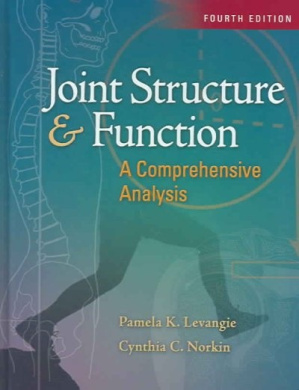 FOURTH EDITION
Joint Structure
& Function
A Comprehensive
Analysis
Pamela K. Levangie
Cynthia C. Norkin